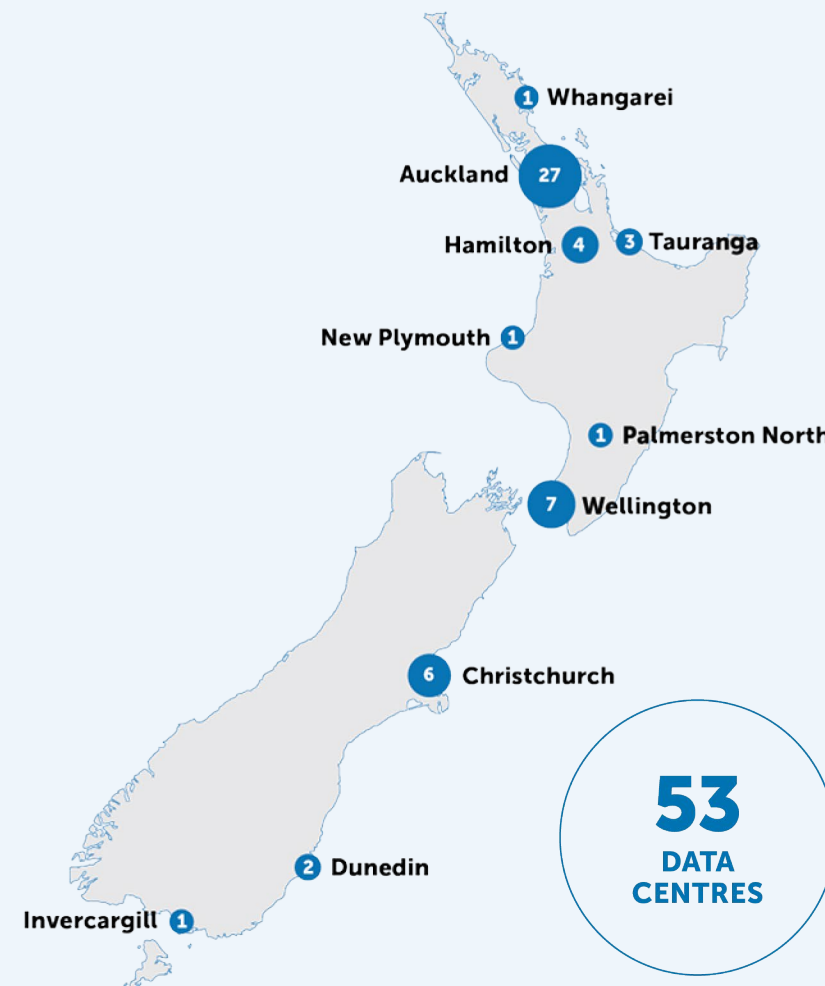 1 Whangarei
Auckland 27
Hamilton 4
3 Tauranga
New Plymouth 1
1 Palmerston North
7 Wellington
6 Christchurch
53
DATA
CENTRES
2 Dunedin
Invercargill 1